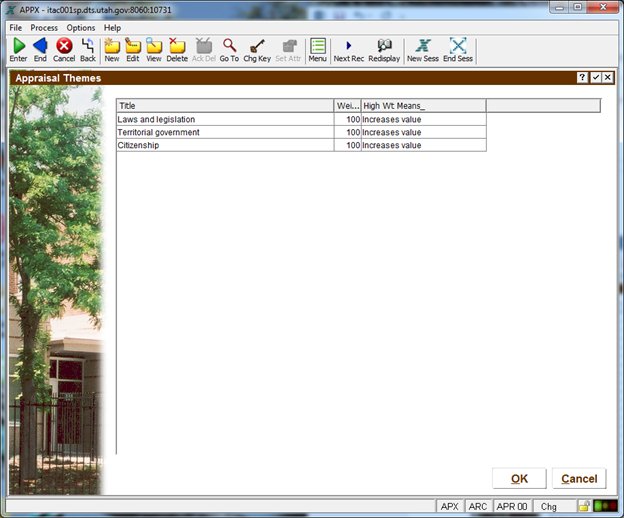 APPX - itac001sp.dts.utah.gov:8060:10731
File Process Options Help
Enter End Cancel Back New Edit View Delete Ack Del Go To Chg Key Set Attr Menu Next Rec Redisplay New Sess End Sess
Appraisal Themes
Title Wei... High Wt Means_
Laws and legislation 100 Increases value
Territorial government 100 Increases value
Citizenship 100 Increases value
OK Cancel
APX ARC APR 00 Chg